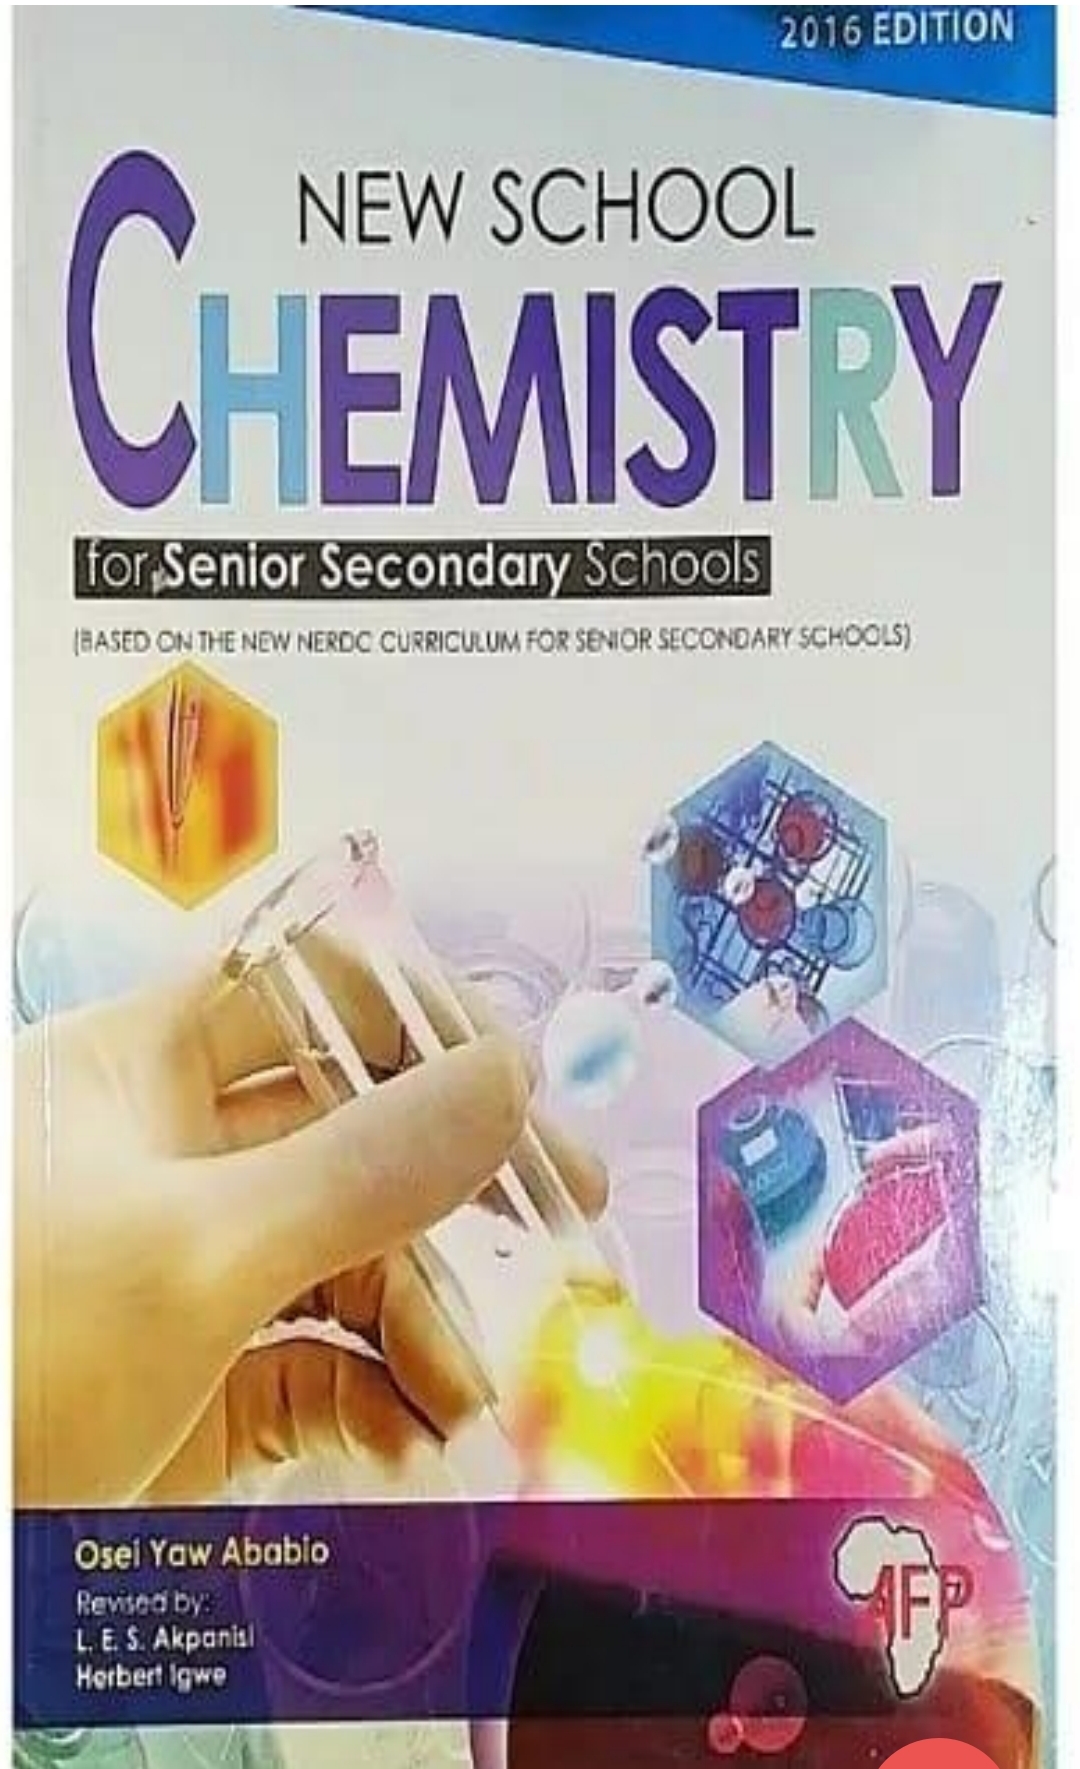 2016 EDITION
NEW SCHOOL
CHEMISTRY
for Senior Secondary Schools
(BASED ON THE NEW NERDC CURRICULUM FOR SENIOR SECONDARY SCHOOLS)
Osei Yaw Ababio
Revised by:
L. E. S. Akpanisi
Herbert Igwe
AFP